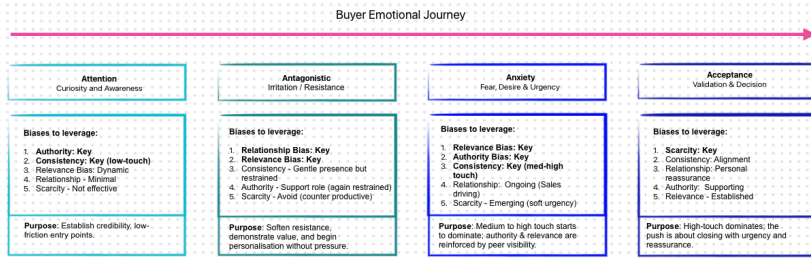 Buyer Emotional Journey
Attention
Curiosity and Awareness
Biases to leverage:
1. Authority: Key
2. Consistency: Key (low-touch)
3. Relevance Bias: Dynamic
4. Relationship - Minimal
5. Scarcity - Not effective
Purpose: Establish credibility, low-
friction entry points.
Antagonistic
Irritation / Resistance
Biases to leverage:
1. Relationship Bias: Key
2. Relevance Bias: Key
3. Consistency - Gentle presence but
restrained
4. Authority - Support role (again restrained)
5. Scarcity - Avoid (counter productive)
Purpose: Soften resistance,
demonstrate value, and begin
personalisation without pressure.
Anxiety
Fear, Desire & Urgency
Biases to leverage:
1. Relevance Bias: Key
2. Authority Bias: Key
3. Consistency: Key (med-high
touch)
4. Relationship: Ongoing (Sales
driving)
5. Scarcity - Emerging (soft urgency)
Purpose: Medium to high touch starts
to dominate; authority & relevance are
reinforced by peer visibility.
Acceptance
Validation & Decision
Biases to leverage:
1. Scarcity: Key
2. Consistency: Alignment
3. Relationship: Personal
reassurance
4. Authority: Supporting
5. Relevance - Established
Purpose: High-touch dominates; the
push is about closing with urgency and
reassurance.